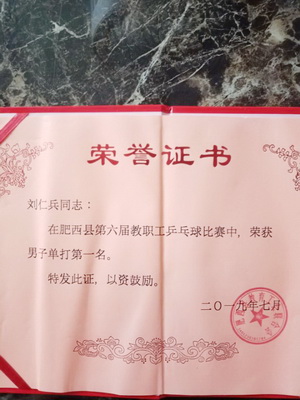 荣誉证书
刘仁兵同志：
在肥西县第六届教职工乒乓球比赛中，荣获
男子单打第一名。
特发此证，以资鼓励。
二〇一九年七月